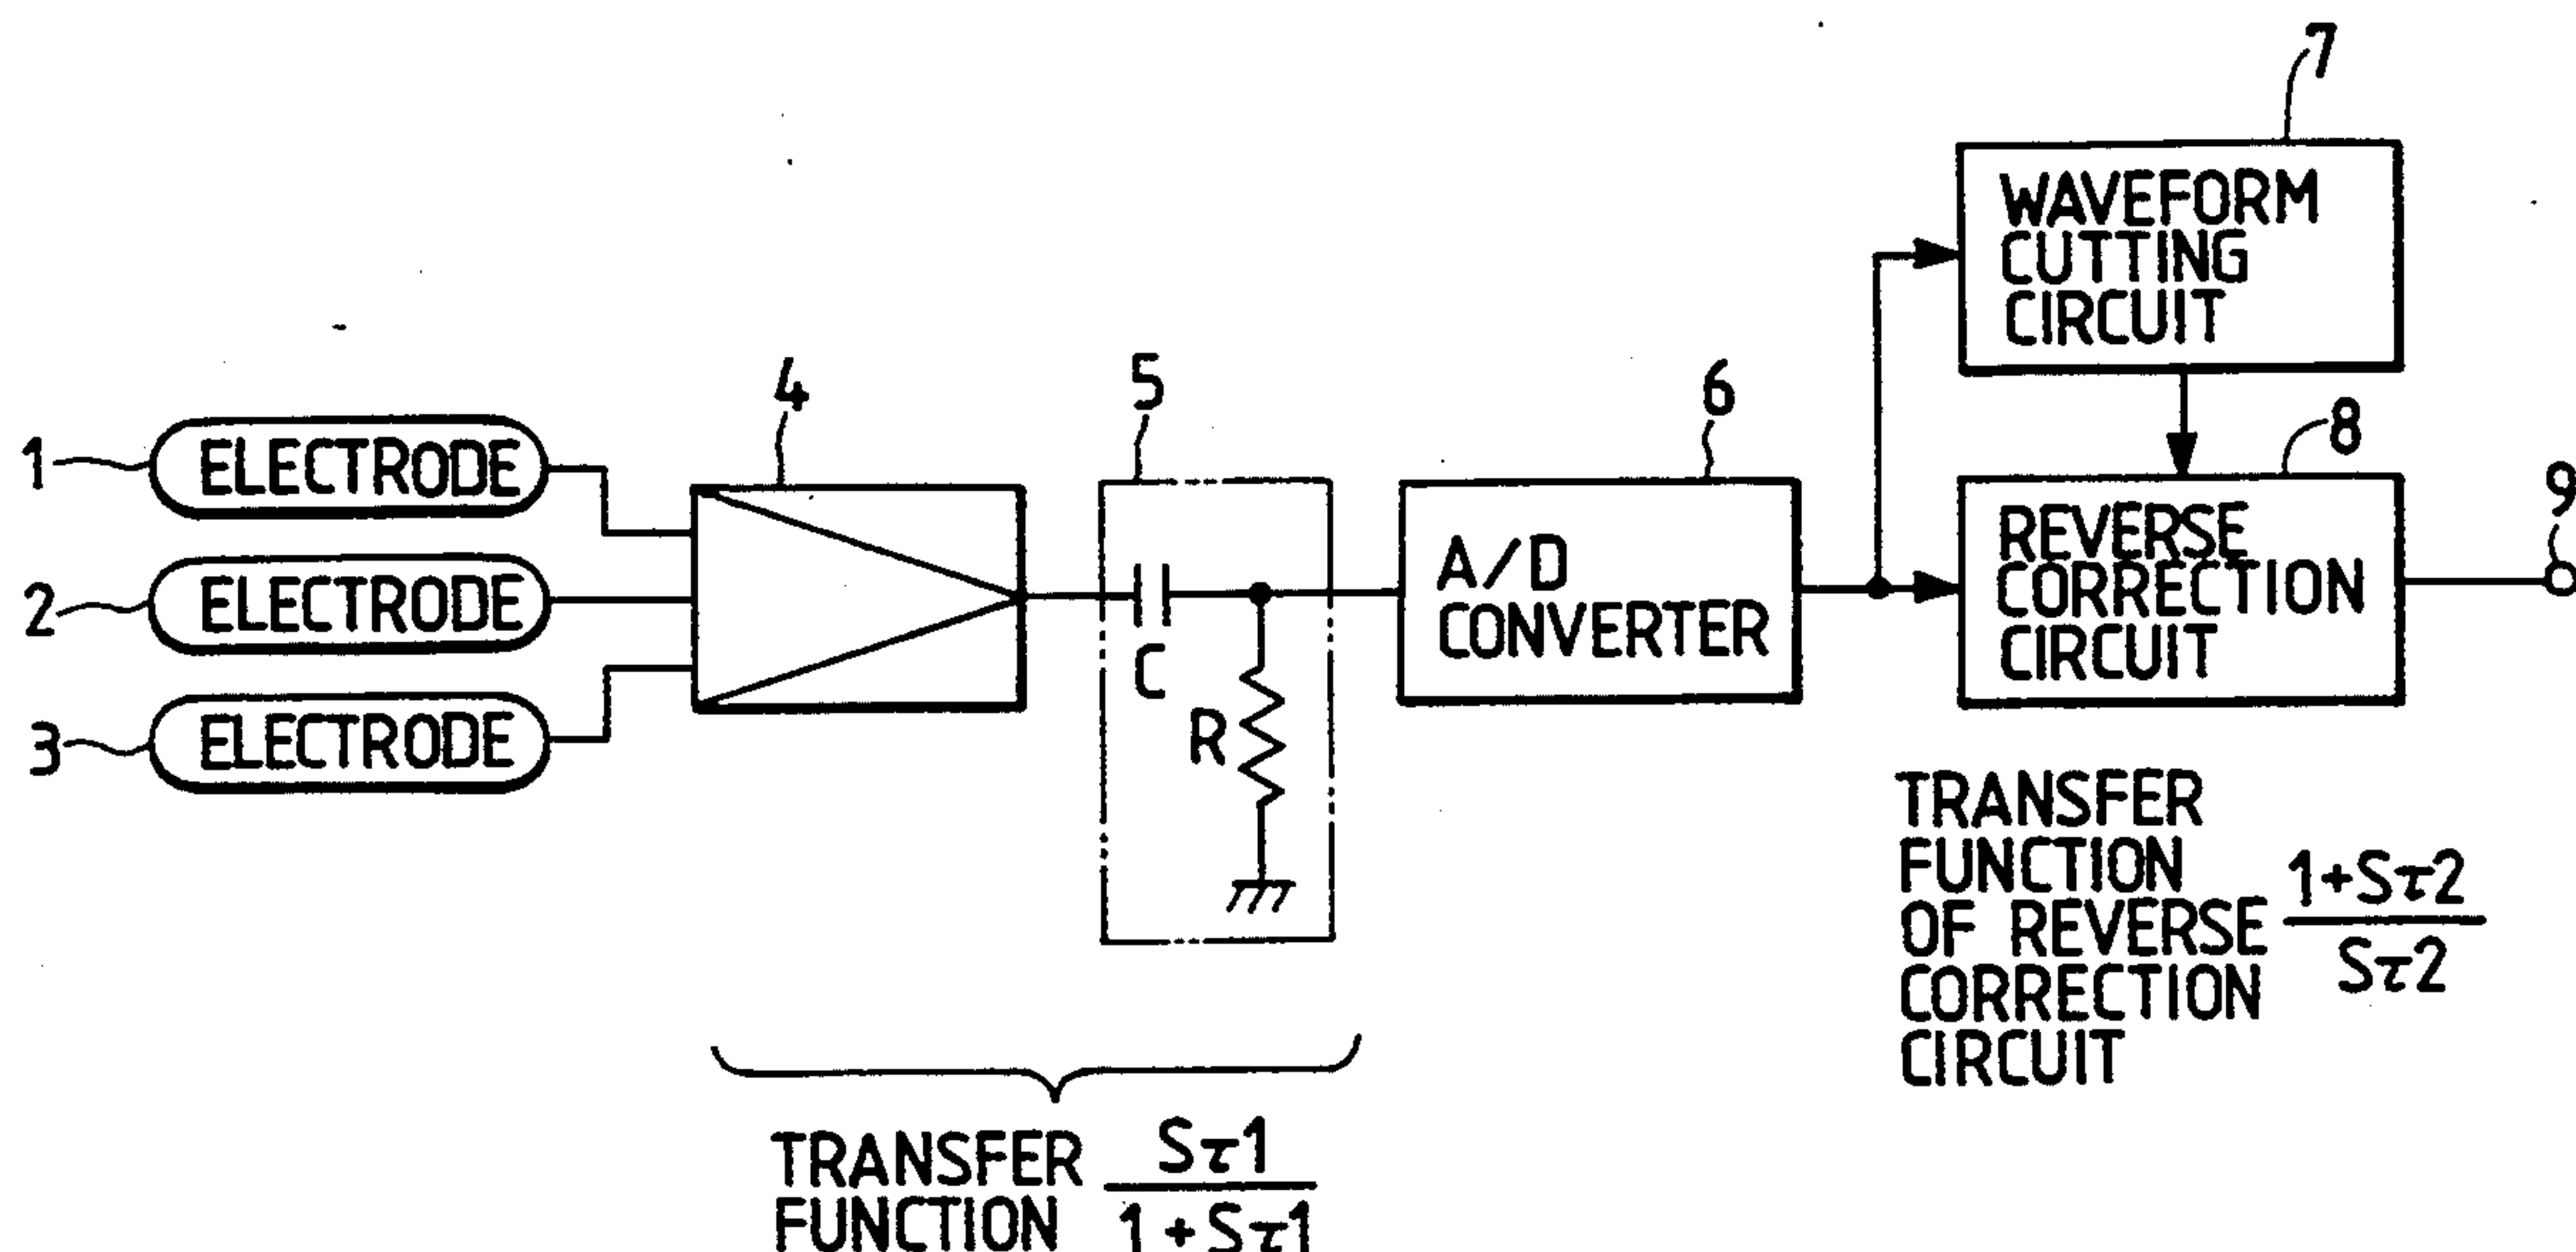 7
WAVEFORM
CUTTING
CIRCUIT
4
5
6
8
9
1
ELECTRODE
2
ELECTRODE
3
ELECTRODE
C
R
A/D
CONVERTER
REVERSE
CORRECTION
CIRCUIT
TRANSFER
FUNCTION
OF REVERSE
CORRECTION
CIRCUIT
1+Sτ2
Sτ2
TRANSFER
FUNCTION
Sτ1
1+Sτ1